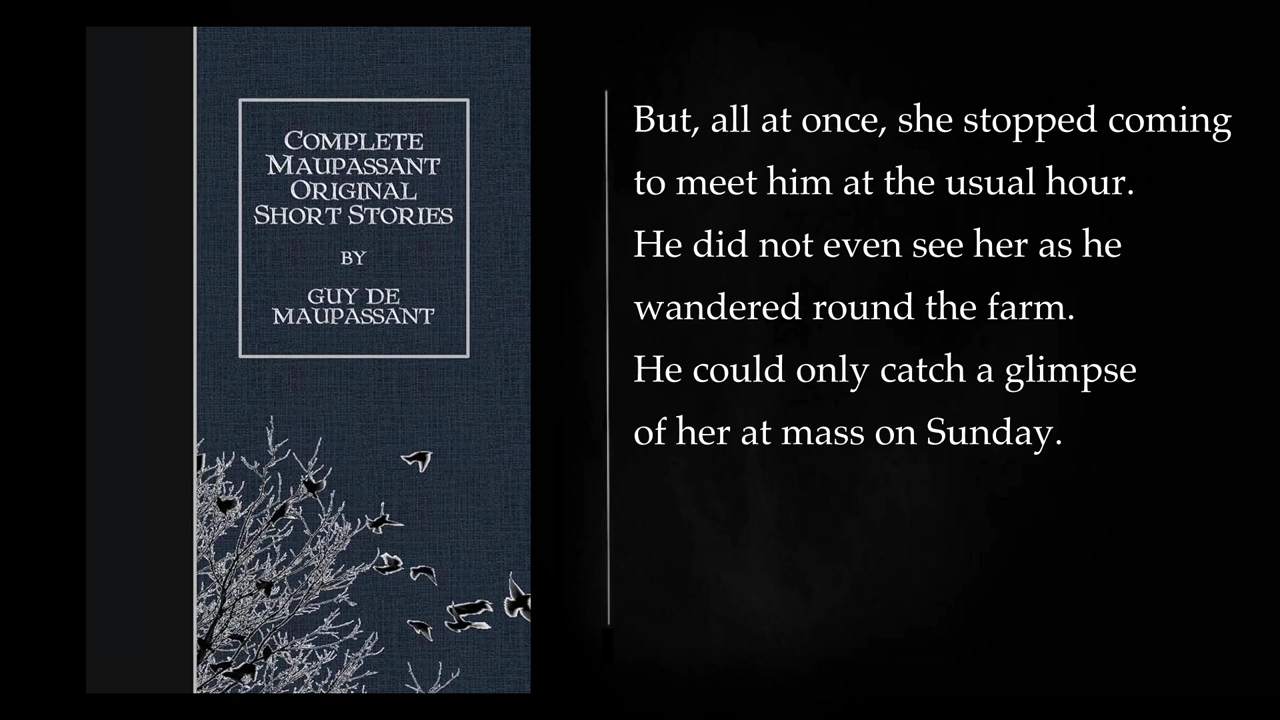 COMPLETE
MAUPASSANT
ORIGINAL
SHORT STORIES
BY
GUY DE
MAUPASSANT
But, all at once, she stopped coming
to meet him at the usual hour.
He did not even see her as he
wandered round the farm.
He could only catch a glimpse
of her at mass on Sunday.